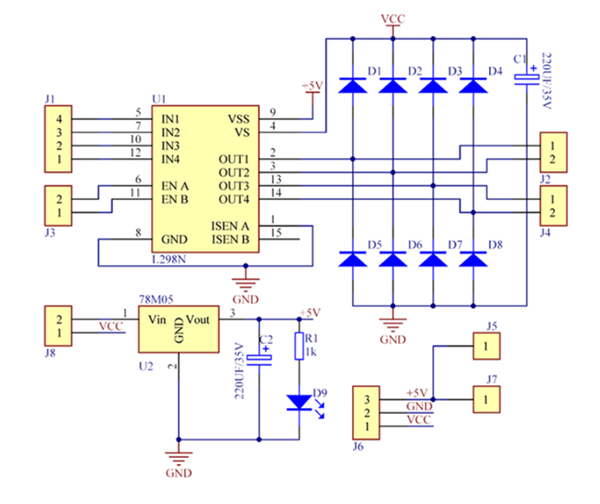 VCC
C1
220UF/35V
D1 D2 D3 D4
+5V
J1 U1
4 5 IN1 VSS 9
3 7 IN2 VS 4
2 10 IN3
1 12 IN4 OUT1 2 1
OUT2 3 2
2 6 EN A OUT3 13 J2
1 11 EN B OUT4 14 1
J3 2
ISEN A 1 J4
8 GND ISEN B 15
L298N D5 D6 D7 D8
GND
GND
78M05
2 1 Vin GND Vout 3 +5V
1 VCC
J8 U2 2
C2
220UF/35V
R1
1k
D9
GND
J5
1
J7
3 +5V 1
2 GND
1 VCC
J6